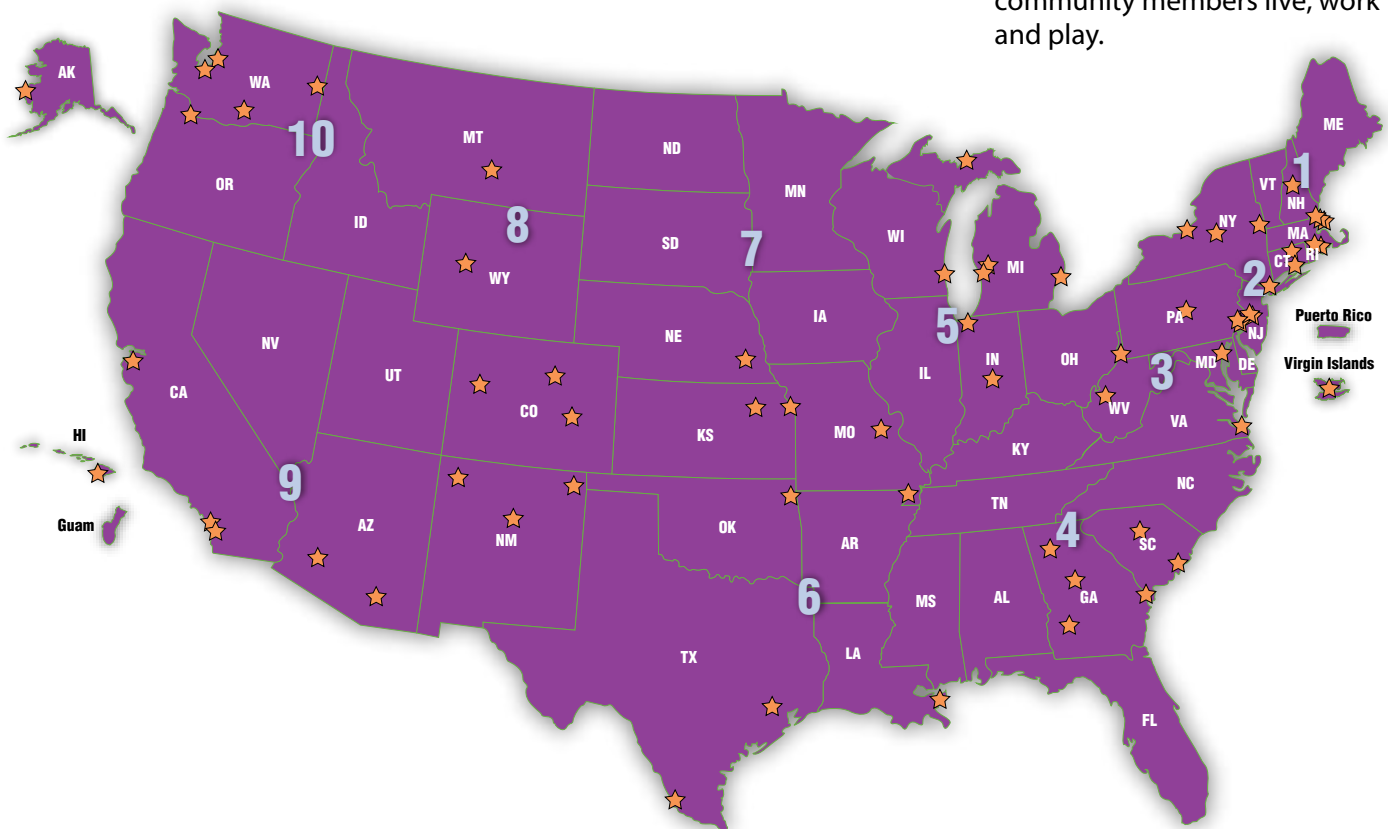 community members live, work
and play.
AK
WA
10
MT
ND
ME
OR
ID
8
MN
VT
1
NH
NY
MA
WY
SD
7
WI
MI
CT
RI
2
NV
UT
NE
IA
5
PA
NJ
Puerto Rico
CA
CO
IL
IN
OH
3
MD
DE
Virgin Islands
HI
KS
MO
KY
WV
VA
9
Guam
AZ
NM
OK
AR
TN
4
NC
SC
6
MS
AL
GA
TX
LA
FL